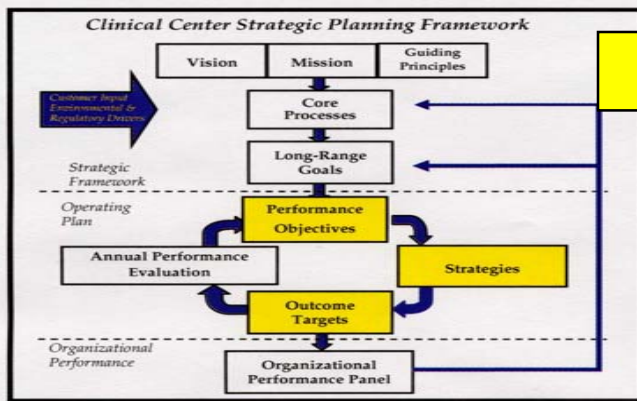 Clinical Center Strategic Planning Framework
Vision
Mission
Guiding
Principles
Customer Input
Environmental &
Regulatory Drivers
Core
Processes
Long-Range
Goals
Strategic
Framework
Operating
Plan
Performance
Objectives
Annual Performance
Evaluation
Strategies
Outcome
Targets
Organizational
Performance
Organizational
Performance Panel